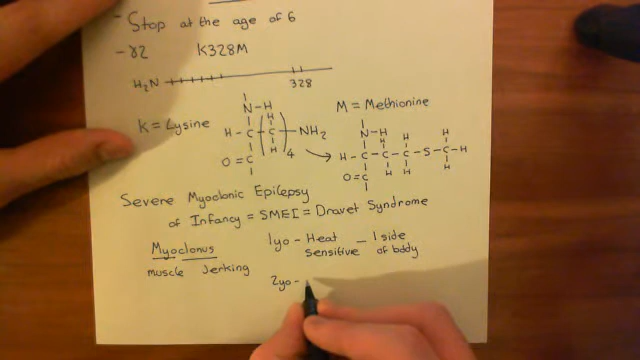 - Stop at the age of 6
- γ2 K328M
H₂N 328
K = Lysine
M = Methionine
N-H
H-C-(C)₄-NH₂
O=C
H
H
N-H
H-C-C-C-S-C-H
O=C
H H H
H H H
Severe Myoclonic Epilepsy
of Infancy = SMEI = Dravet Syndrome
Myoclonus
muscle Jerking
1yo - Heat sensitive - 1 side of body
2yo -